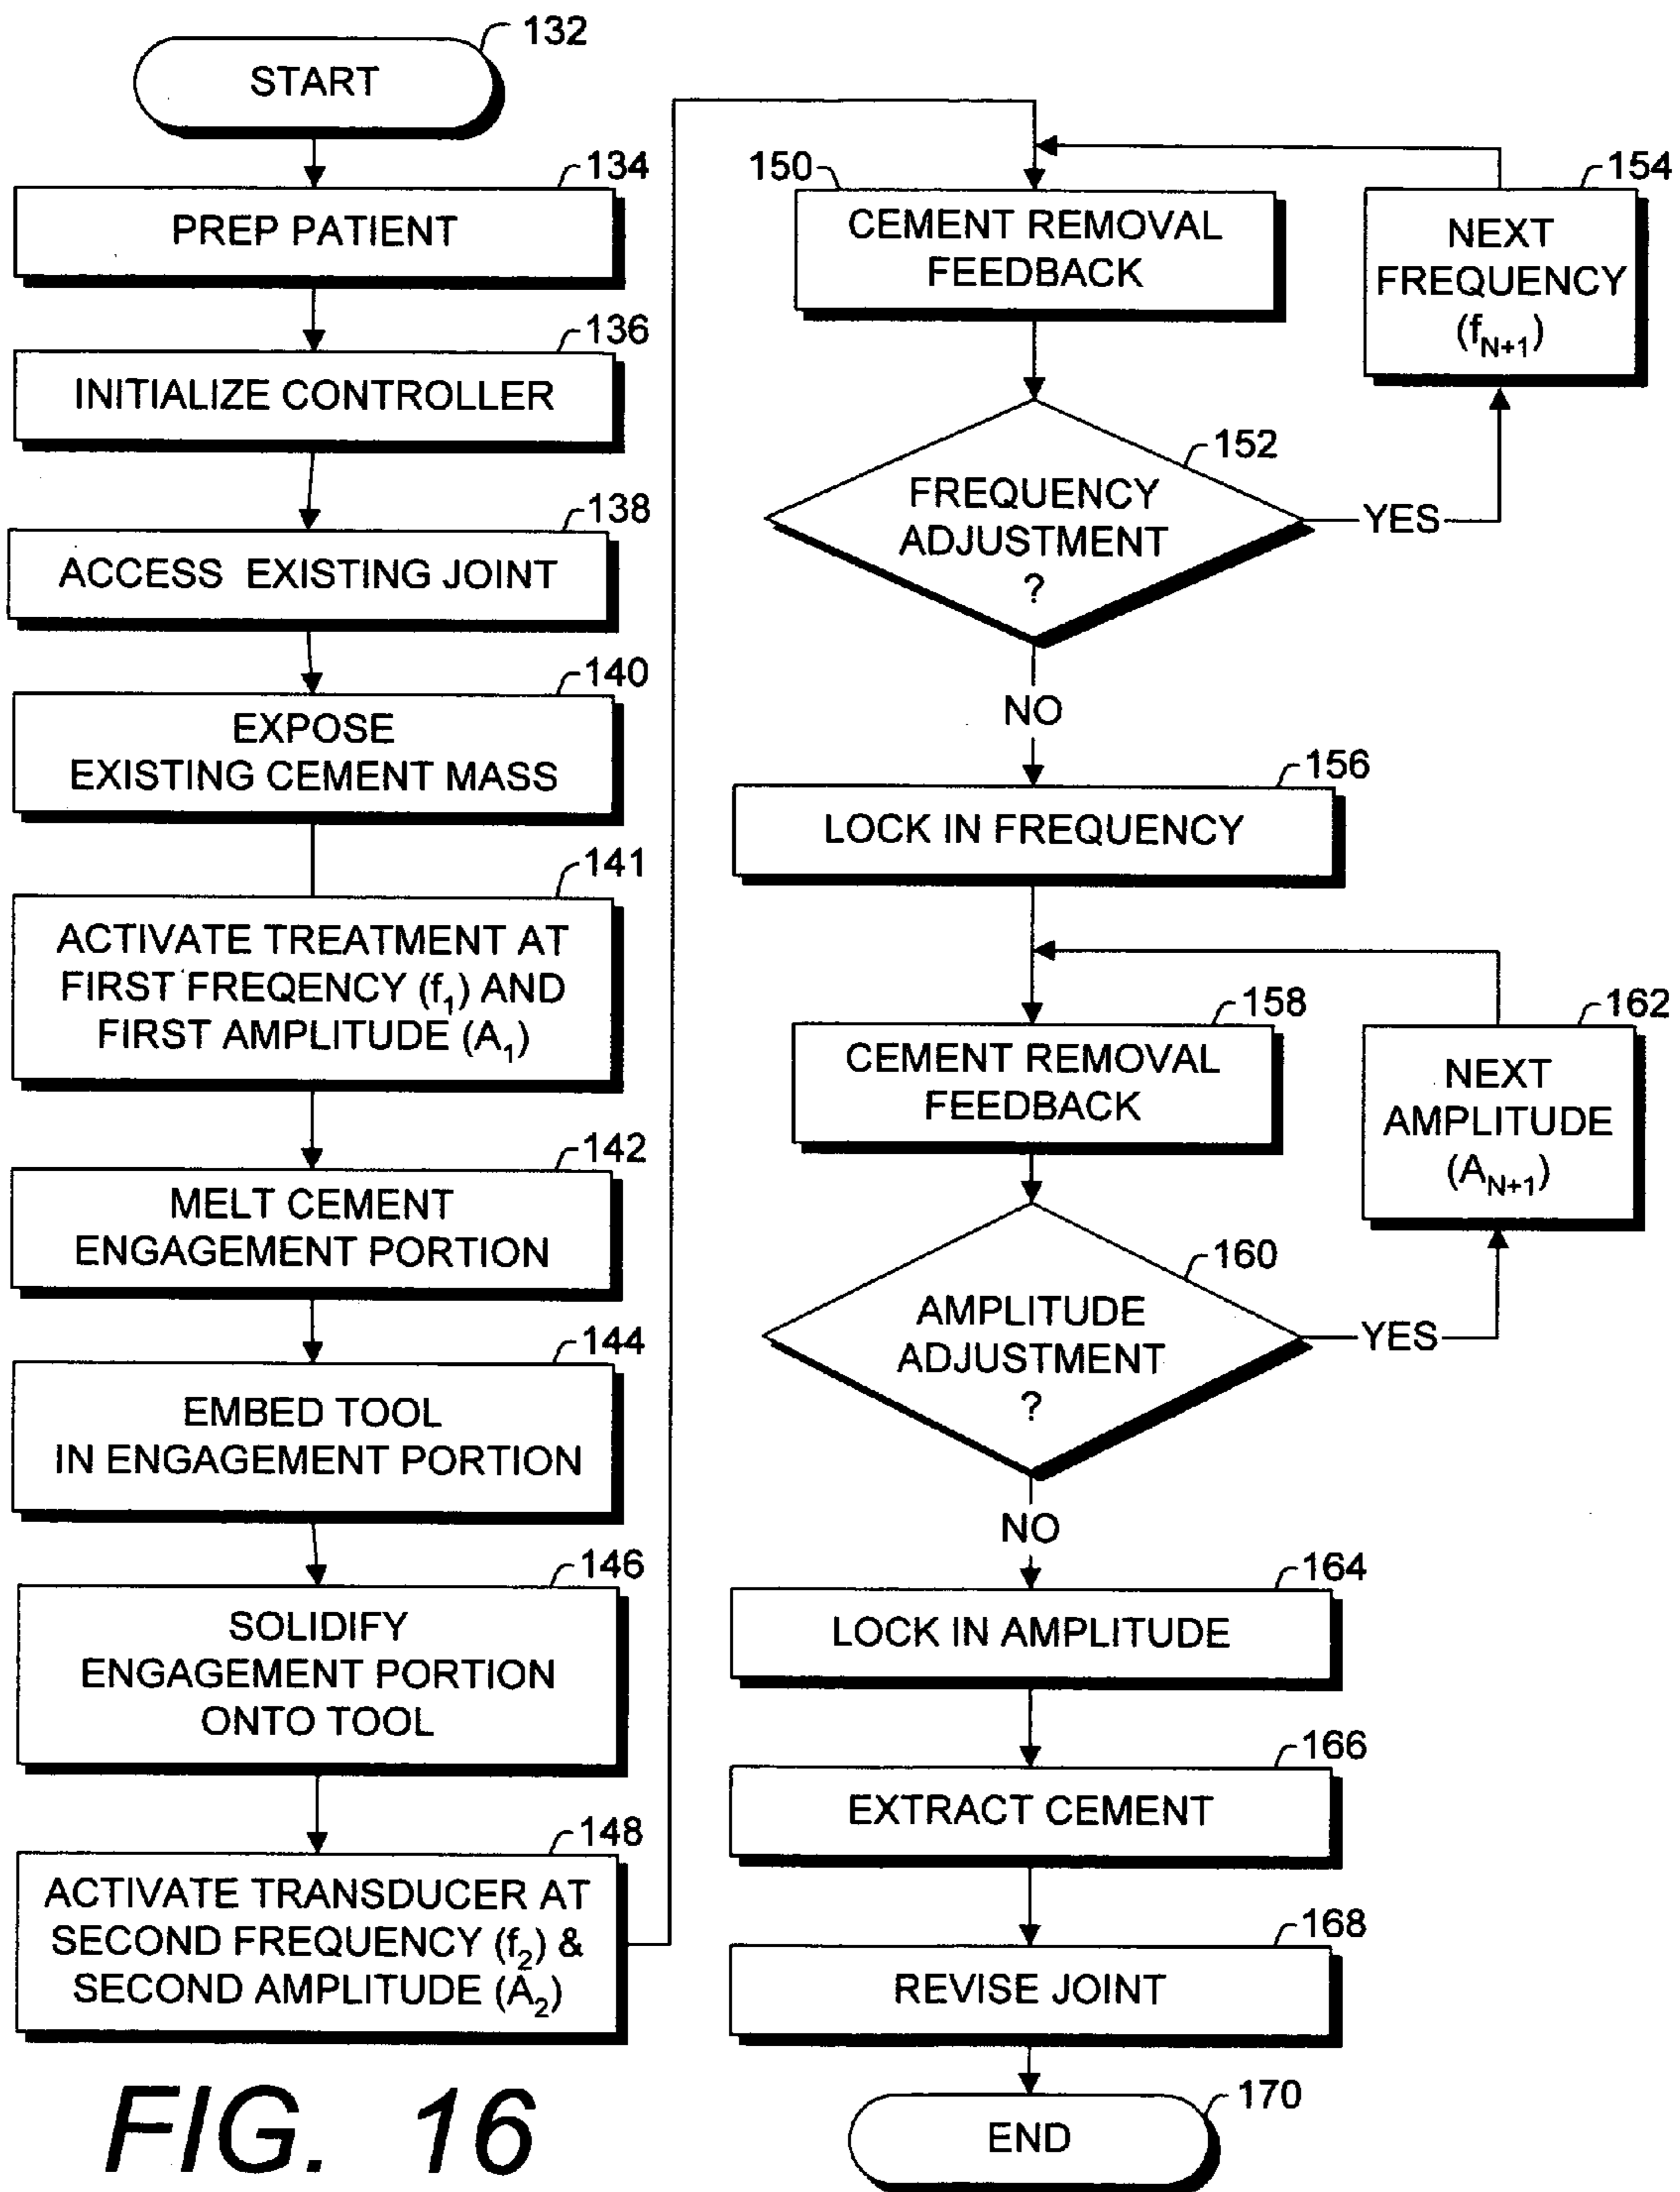 132
START
134
PREP PATIENT
136
INITIALIZE CONTROLLER
138
ACCESS EXISTING JOINT
140
EXPOSE
EXISTING CEMENT MASS
141
ACTIVATE TREATMENT AT
FIRST FREQENCY (f1) AND
FIRST AMPLITUDE (A1)
142
MELT CEMENT
ENGAGEMENT PORTION
144
EMBED TOOL
IN ENGAGEMENT PORTION
146
SOLIDIFY
ENGAGEMENT PORTION
ONTO TOOL
148
ACTIVATE TRANSDUCER AT
SECOND FREQUENCY (f2) &
SECOND AMPLITUDE (A2)
150
CEMENT REMOVAL
FEEDBACK
154
NEXT
FREQUENCY
(fN+1)
152
FREQUENCY
ADJUSTMENT
?
YES
NO
156
LOCK IN FREQUENCY
158
CEMENT REMOVAL
FEEDBACK
162
NEXT
AMPLITUDE
(AN+1)
160
AMPLITUDE
ADJUSTMENT
?
YES
NO
164
LOCK IN AMPLITUDE
166
EXTRACT CEMENT
168
REVISE JOINT
170
END
FIG. 16